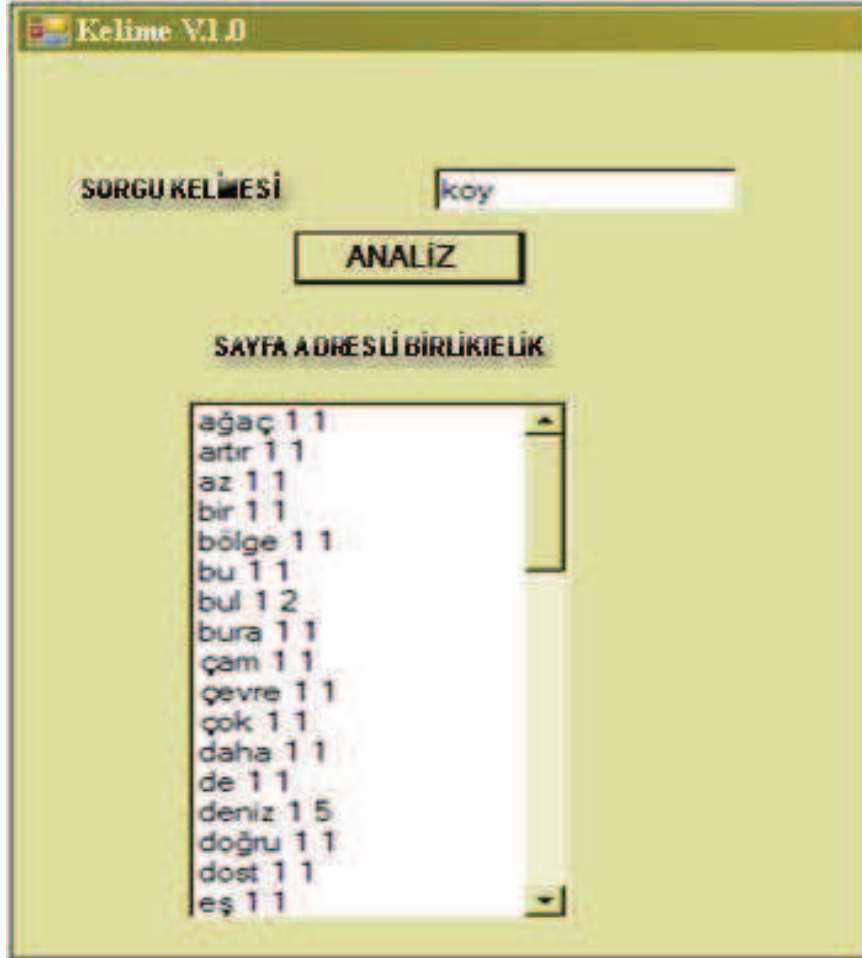 Kelime V.1.0
SORGU KELİMESİ koy
ANALİZ
SAYFA ADRESLİ BİRLİKTELİK
ağaç 1 1
artır 1 1
az 1 1
bir 1 1
bölge 1 1
bu 1 1
bul 1 2
bura 1 1
çam 1 1
çevre 1 1
çok 1 1
daha 1 1
de 1 1
deniz 1 5
doğru 1 1
dost 1 1
eş 1 1